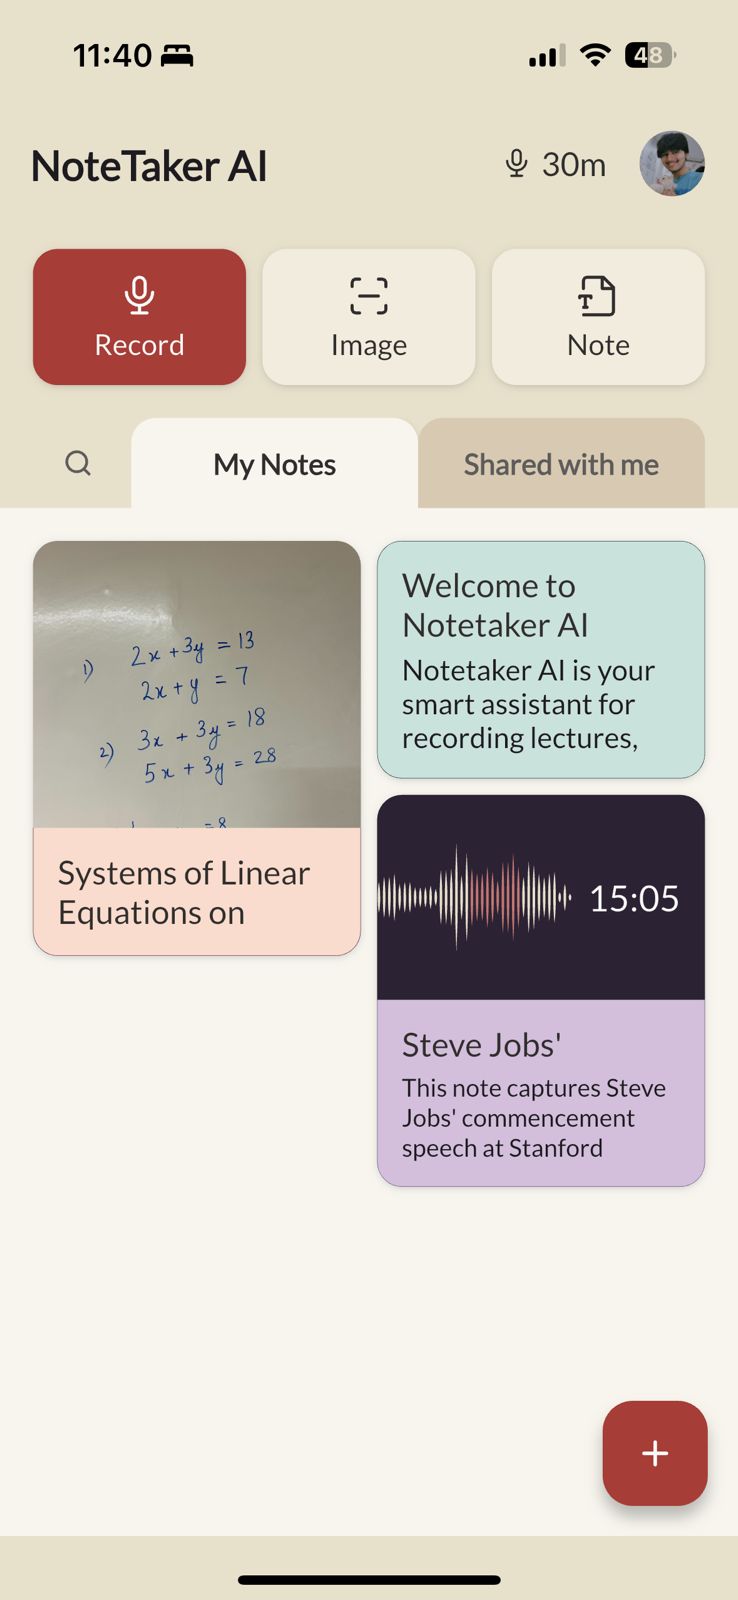 11:40
48
NoteTaker AI
30m
Record
Image
Note
My Notes
Shared with me
1) 2x + 3y = 13
2x + y = 7
2) 3x + 3y = 18
5x + 3y = 28
= 8
Systems of Linear
Equations on
Welcome to
Notetaker AI
Notetaker AI is your
smart assistant for
recording lectures,
15:05
Steve Jobs'
This note captures Steve
Jobs' commencement
speech at Stanford